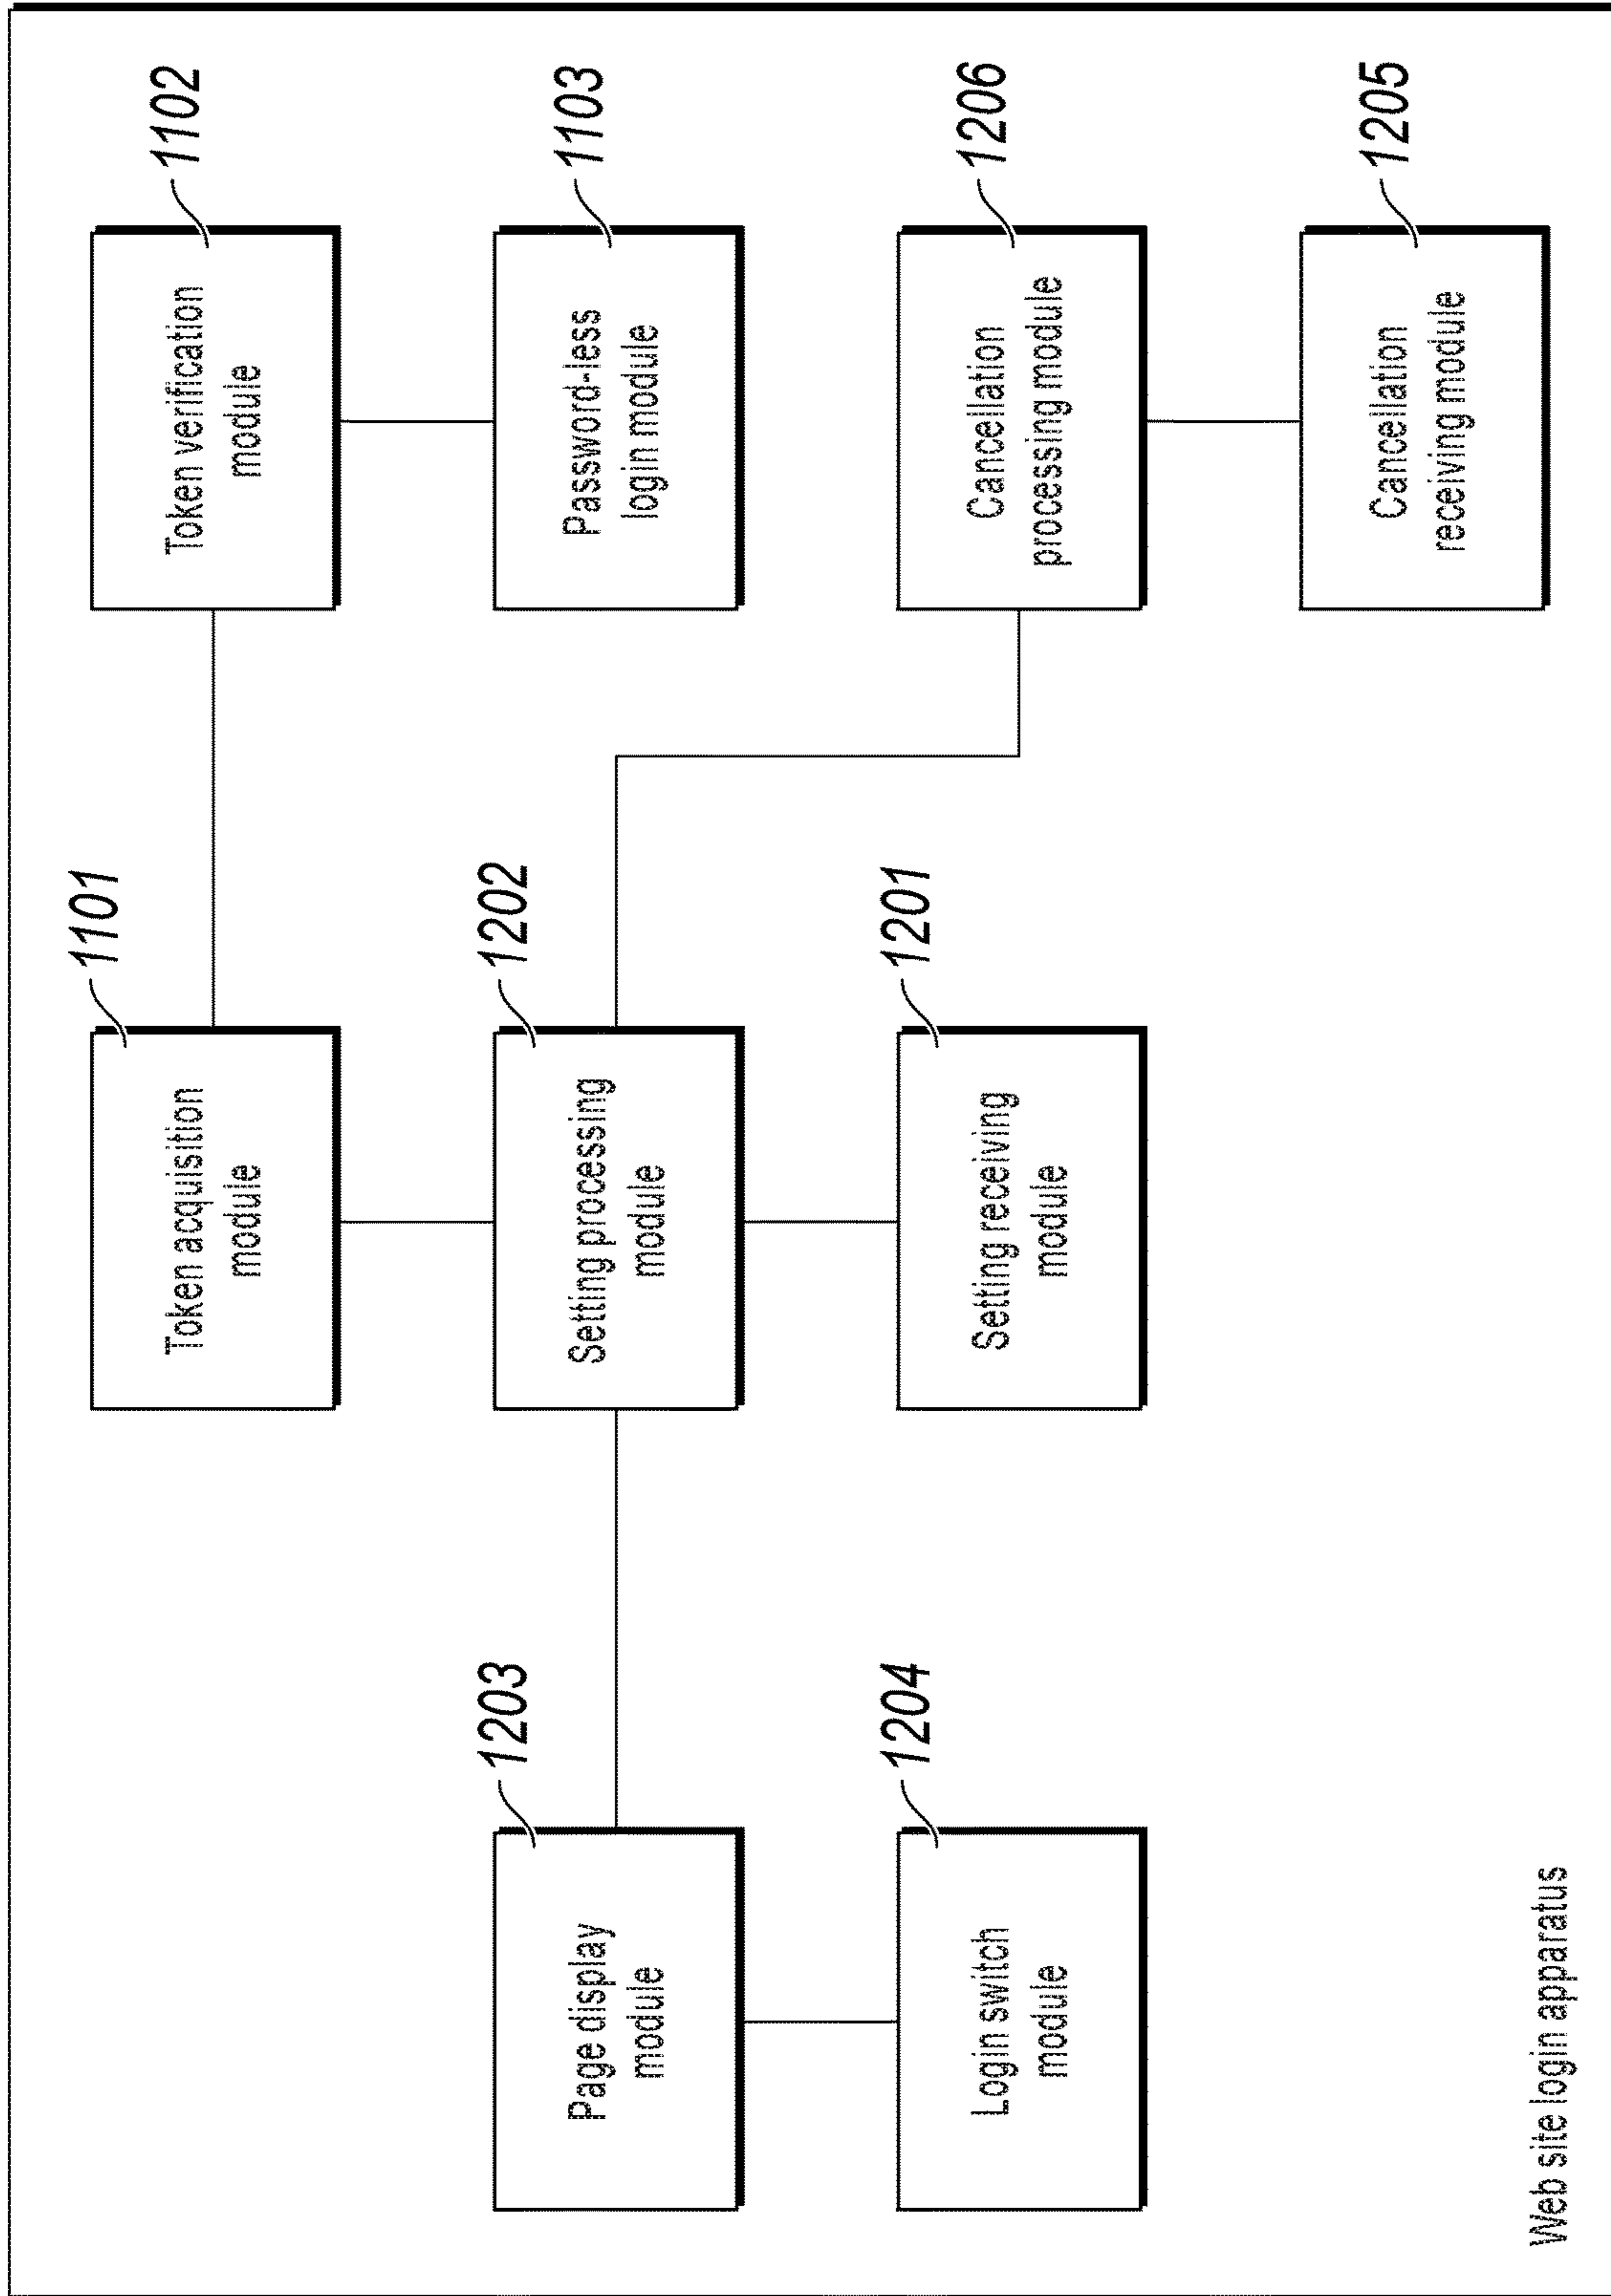 1101
Token acquisition
module
1102
Token verification
module
1203
Page display
module
1202
Setting processing
module
1103
Password-less
login module
1204
Login switch
module
1201
Setting receiving
module
1206
Cancellation
processing module
1205
Cancellation
receiving module
Web site login apparatus